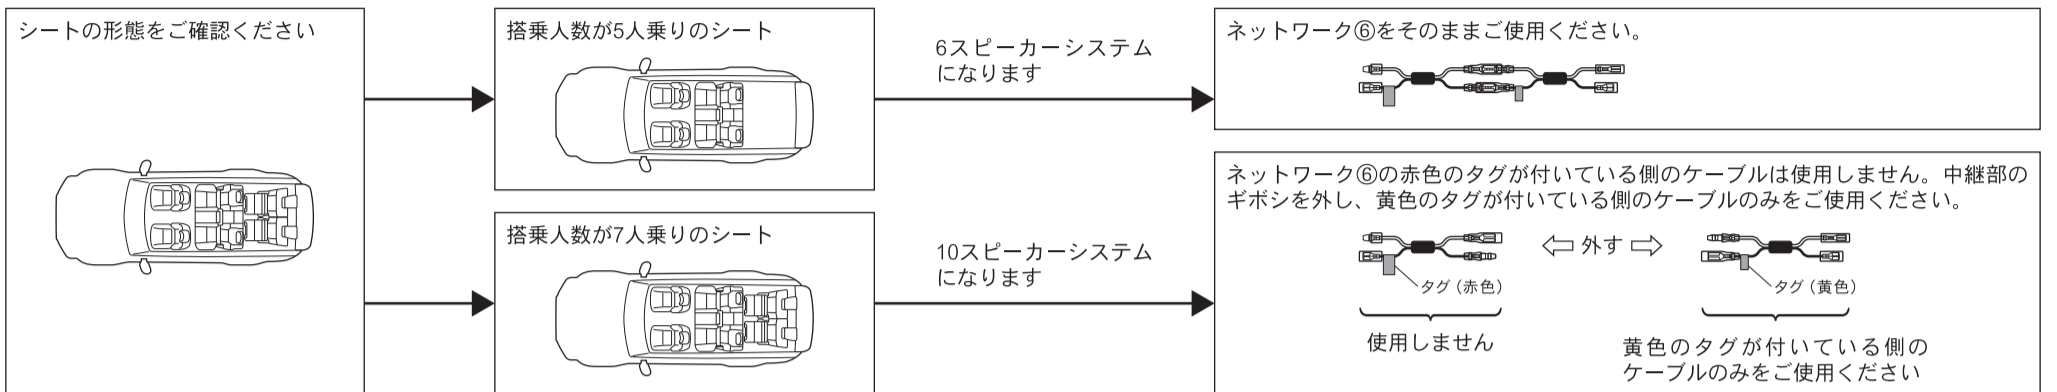 シートの形態をご確認ください
搭乗人数が5人乗りのシート
6スピーカーシステム
になります
ネットワーク⑥をそのままご使用ください。
搭乗人数が7人乗りのシート
10スピーカーシステム
になります
ネットワーク⑥の赤色のタグが付いている側のケーブルは使用しません。中継部の
ギボシを外し、黄色のタグが付いている側のケーブルのみをご使用ください。
外す
タグ（赤色）
タグ（黄色）
使用しません
黄色のタグが付いている側の
ケーブルのみをご使用ください